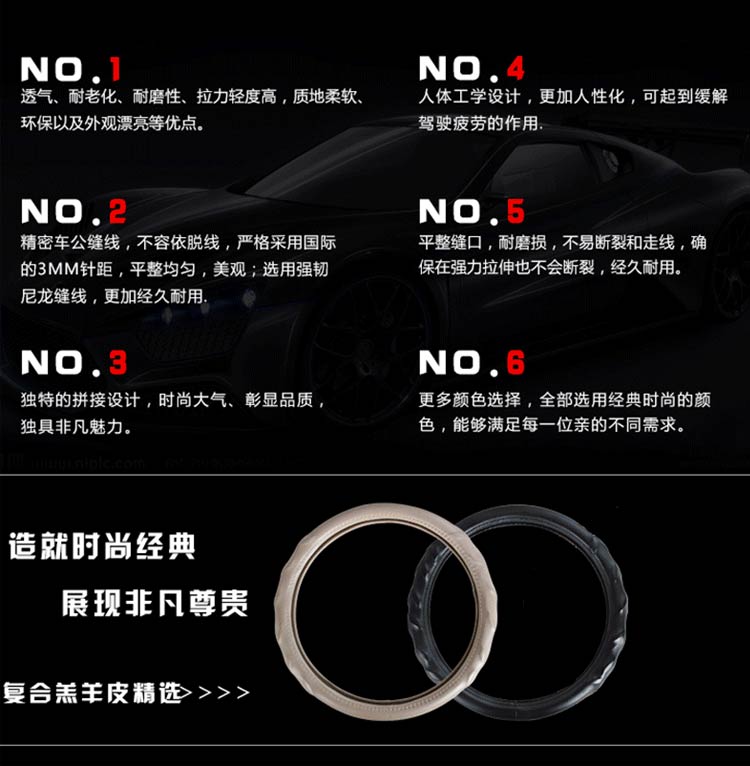 NO.1
透气、耐老化、耐磨性、拉力轻度高，质地柔软、
环保以及外观漂亮等优点。
NO.2
精密车公缝线，不容依脱线，严格采用国际
的3MM针距，平整均匀，美观；选用强韧
尼龙缝线，更加经久耐用.
NO.3
独特的拼接设计，时尚大气、彰显品质，
独具非凡魅力。
NO.4
人体工学设计，更加人性化，可起到缓解
驾驶疲劳的作用.
NO.5
平整缝口，耐磨损，不易断裂和走线，确
保在强力拉伸也不会断裂，经久耐用。
NO.6
更多颜色选择，全部选用经典时尚的颜
色，能够满足每一位亲的不同需求。
造就时尚经典
展现非凡尊贵
复合羔羊皮精选>>>>